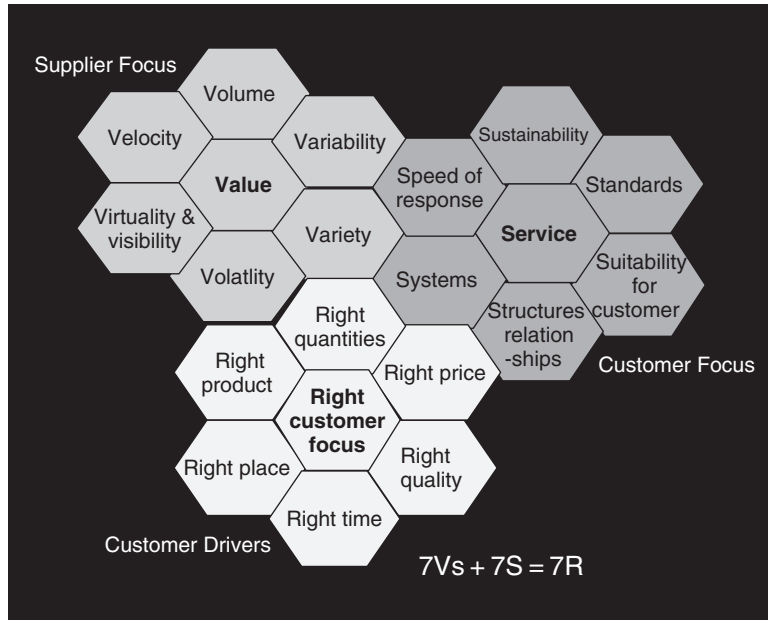 Supplier Focus
Volume
Velocity
Variability
Value
Virtuality &
visibility
Variety
Volatlity
Sustainability
Speed of
response
Standards
Service
Systems
Suitability
for
customer
Structures
relation
-ships
Customer Focus
Right
quantities
Right
product
Right price
Right
customer
focus
Right place
Right
quality
Right time
Customer Drivers
7Vs + 7S = 7R